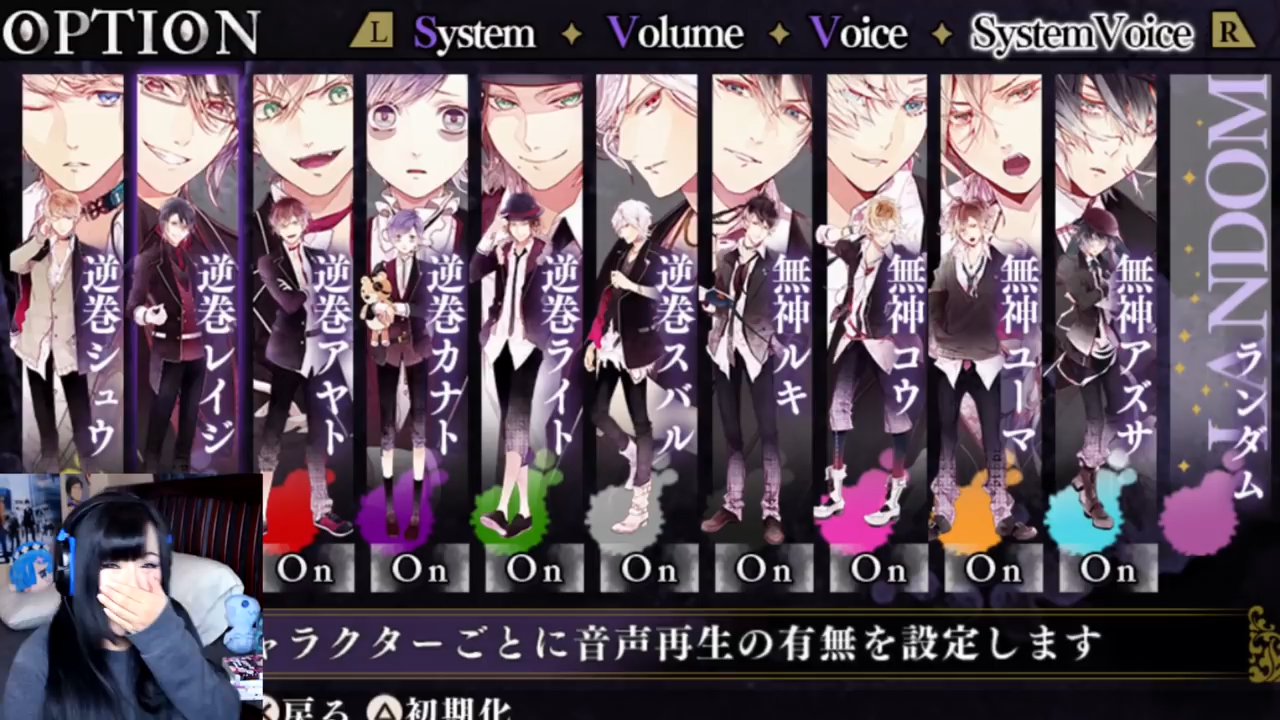 OPTION
L System Volume Voice SystemVoice R
逆巻シュウ
逆巻レイジ
逆巻アヤト
逆巻カナト
逆巻ライト
逆巻スバル
無神ルキ
無神コウ
無神ユーマ
無神アズサ
LANDOM
ランダム
On On On On On On On On
ャラクターごとに音声再生の有無を設定します
戻る 初期化